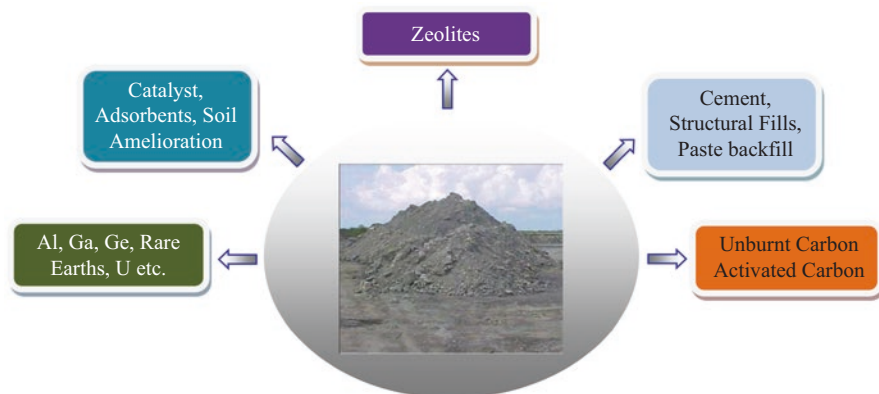 Zeolites
Catalyst,
Adsorbents, Soil
Amelioration
Cement,
Structural Fills,
Paste backfill
Al, Ga, Ge, Rare
Earths, U etc.
Unburnt Carbon
Activated Carbon